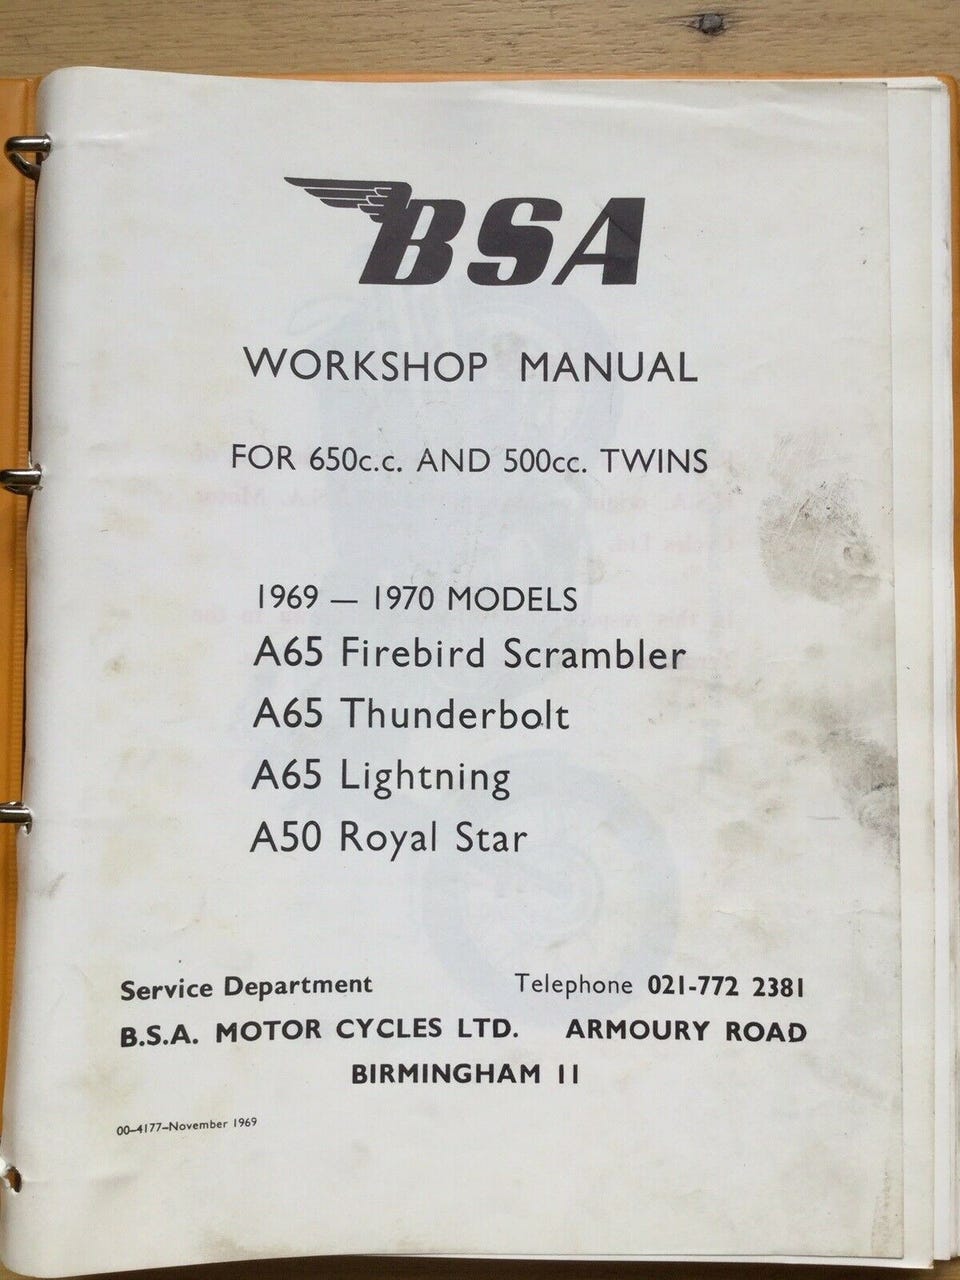 BSA
WORKSHOP MANUAL
FOR 650c.c. AND 500cc. TWINS
1969 — 1970 MODELS
A65 Firebird Scrambler
A65 Thunderbolt
A65 Lightning
A50 Royal Star
Service Department Telephone 021-772 2381
B.S.A. MOTOR CYCLES LTD. ARMOURY ROAD
BIRMINGHAM 11
00–4177–November 1969